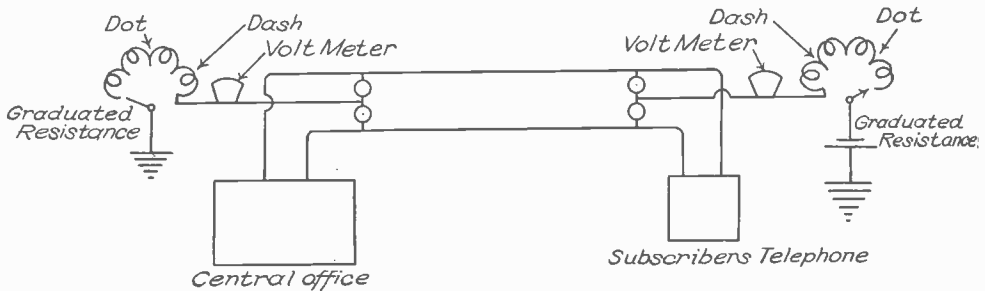 Dot
Dash
Volt Meter
Graduated
Resistance
Central office
Dash
Dot
Volt Meter
Graduated
Resistance
Subscribers Telephone